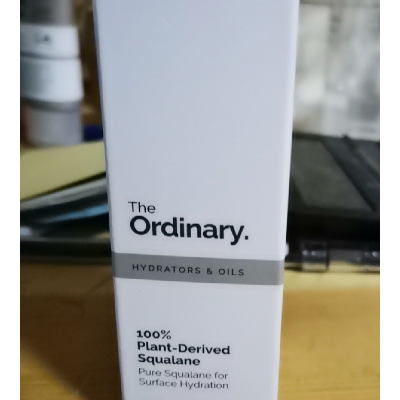 The
Ordinary.
HYDRATORS & OILS
100%
Plant-Derived
Squalane
Pure Squalane for
Surface Hydration